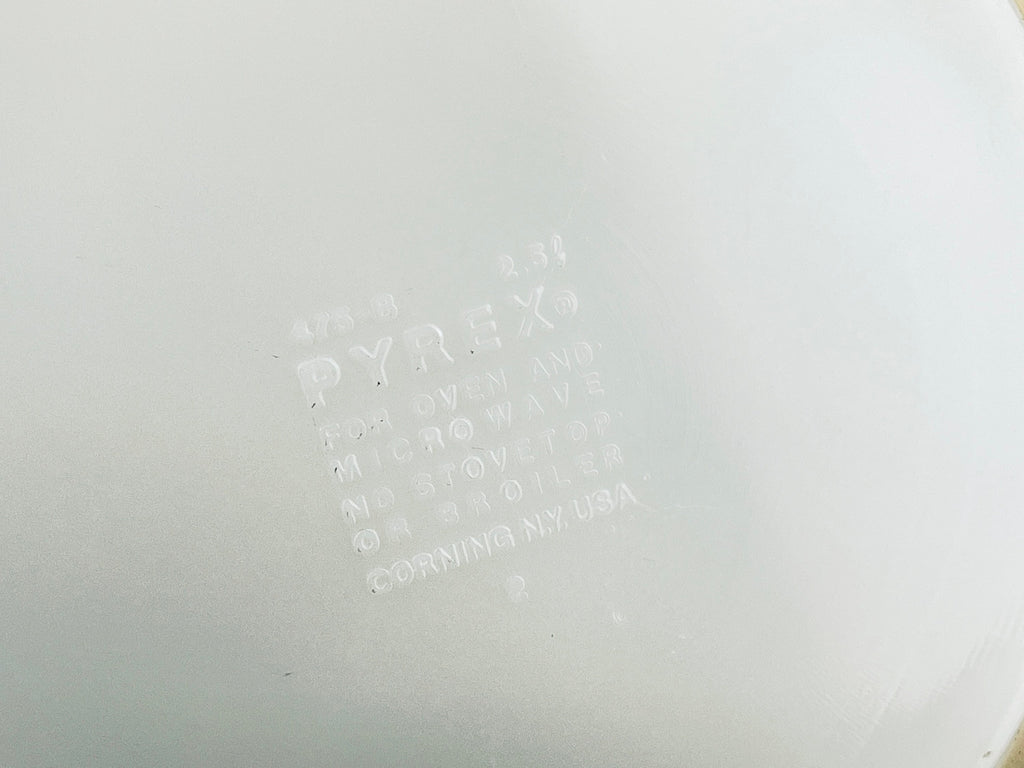 475-B 2.5ℓ
PYREX®
FOR OVEN AND
MICROWAVE
NO STOVETOP
OR BROILER
CORNING N.Y. USA
2